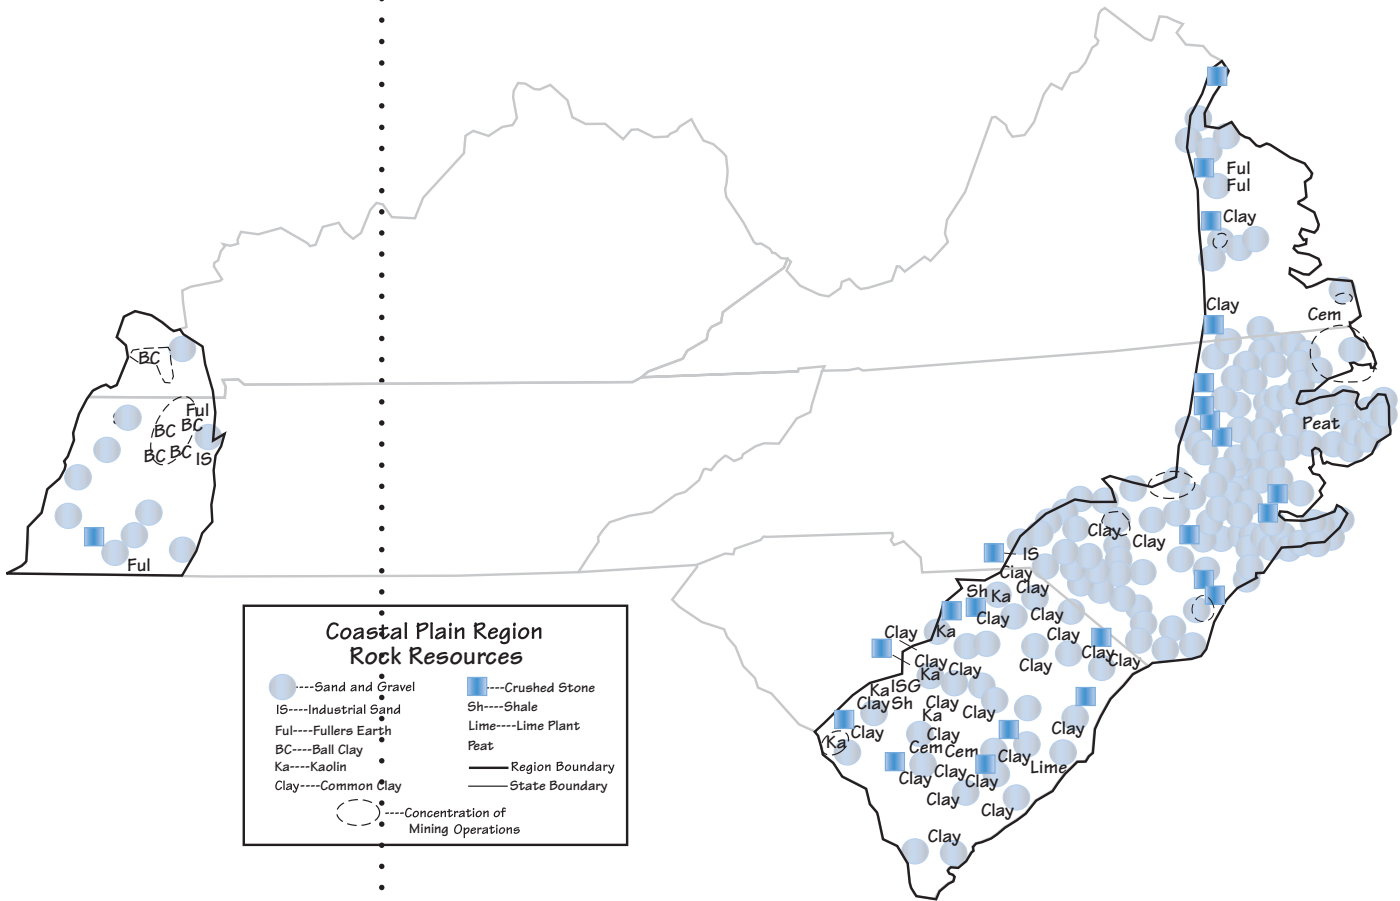 Ful
Ful
Clay
Clay
Cem
BC
Ful
BC
BC
BC
BC
IS
Peat
Ful
Clay
Clay
IS
Clay
Clay
Sh
Ka
Clay
Clay
Ka
Clay
Clay
Clay
Clay
Clay
Clay
Clay
Ka
Clay
Ka
ISG
Clay
Sh
Clay
Ka
Clay
Clay
Clay
Ka
Clay
Cem
Cem
Clay
Lime
Clay
Clay
Clay
Clay
Clay
Clay
Coastal Plain Region
Rock Resources
----Sand and Gravel
IS----Industrial Sand
Ful----Fullers Earth
BC----Ball Clay
Ka----Kaolin
Clay----Common Clay
----Crushed Stone
Sh----Shale
Lime----Lime Plant
Peat
Region Boundary
State Boundary
----Concentration of
Mining Operations